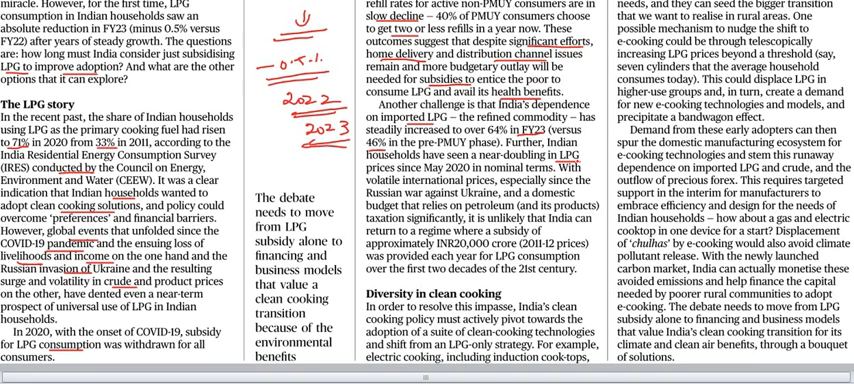 miracle. However, for the first time, LPG
consumption in Indian households saw an
absolute reduction in FY23 (minus 0.5% versus
FY22) after years of steady growth. The questions
are: how long must India consider just subsidising
LPG to improve adoption? And what are the other
options that it can explore?
The LPG story
In the recent past, the share of Indian households
using LPG as the primary cooking fuel had risen
to 71% in 2020 from 33% in 2011, according to the
India Residential Energy Consumption Survey
(IRES) conducted by the Council on Energy,
Environment and Water (CEEW). It was a clear
indication that Indian households wanted to
adopt clean cooking solutions, and policy could
overcome ‘preferences’ and financial barriers.
However, global events that unfolded since the
COVID-19 pandemic and the ensuing loss of
livelihoods and income on the one hand and the
Russian invasion of Ukraine and the resulting
surge and volatility in crude and product prices
on the other, have dented even a near-term
prospect of universal use of LPG in Indian
households.
In 2020, with the onset of COVID-19, subsidy
for LPG consumption was withdrawn for all
consumers.
- 0.5.1.
2022
2023
The debate
needs to move
from LPG
subsidy alone to
financing and
business models
that value a
clean cooking
transition
because of the
environmental
benefits
refill rates for active non-PMUY consumers are in
slow decline – 40% of PMUY consumers choose
to get two or less refills in a year now. These
outcomes suggest that despite significant efforts,
home delivery and distribution channel issues
remain and more budgetary outlay will be
needed for subsidies to entice the poor to
consume LPG and avail its health benefits.
Another challenge is that India’s dependence
on imported LPG – the refined commodity – has
steadily increased to over 64% in FY23 (versus
46% in the pre-PMUY phase). Further, Indian
households have seen a near-doubling in LPG
prices since May 2020 in nominal terms. With
volatile international prices, especially since the
Russian war against Ukraine, and a domestic
budget that relies on petroleum (and its products)
taxation significantly, it is unlikely that India can
return to a regime where a subsidy of
approximately INR20,000 crore (2011-12 prices)
was provided each year for LPG consumption
over the first two decades of the 21st century.
Diversity in clean cooking
In order to resolve this impasse, India’s clean
cooking policy must actively pivot towards the
adoption of a suite of clean-cooking technologies
and shift from an LPG-only strategy. For example,
electric cooking, including induction cook-tops,
needs, and they can seed the bigger transition
that we want to realise in rural areas. One
possible mechanism to nudge the shift to
e-cooking could be through telescopically
increasing LPG prices beyond a threshold (say,
seven cylinders that the average household
consumes today). This could displace LPG in
higher-use groups and, in turn, create a demand
for new e-cooking technologies and models, and
precipitate a bandwagon effect.
Demand from these early adopters can then
spur the domestic manufacturing ecosystem for
e-cooking technologies and stem this runaway
dependence on imported LPG and crude, and the
outflow of precious forex. This requires targeted
support in the interim for manufacturers to
embrace efficiency and design for the needs of
Indian households – how about a gas and electric
cooktop in one device for a start? Displacement
of ‘chulhas’ by e-cooking would also avoid climate
pollutant release. With the newly launched
carbon market, India can actually monetise these
avoided emissions and help finance the capital
needed by poorer rural communities to adopt
e-cooking. The debate needs to move from LPG
subsidy alone to financing and business models
that value India’s clean cooking transition for its
climate and clean air benefits, through a bouquet
of solutions.